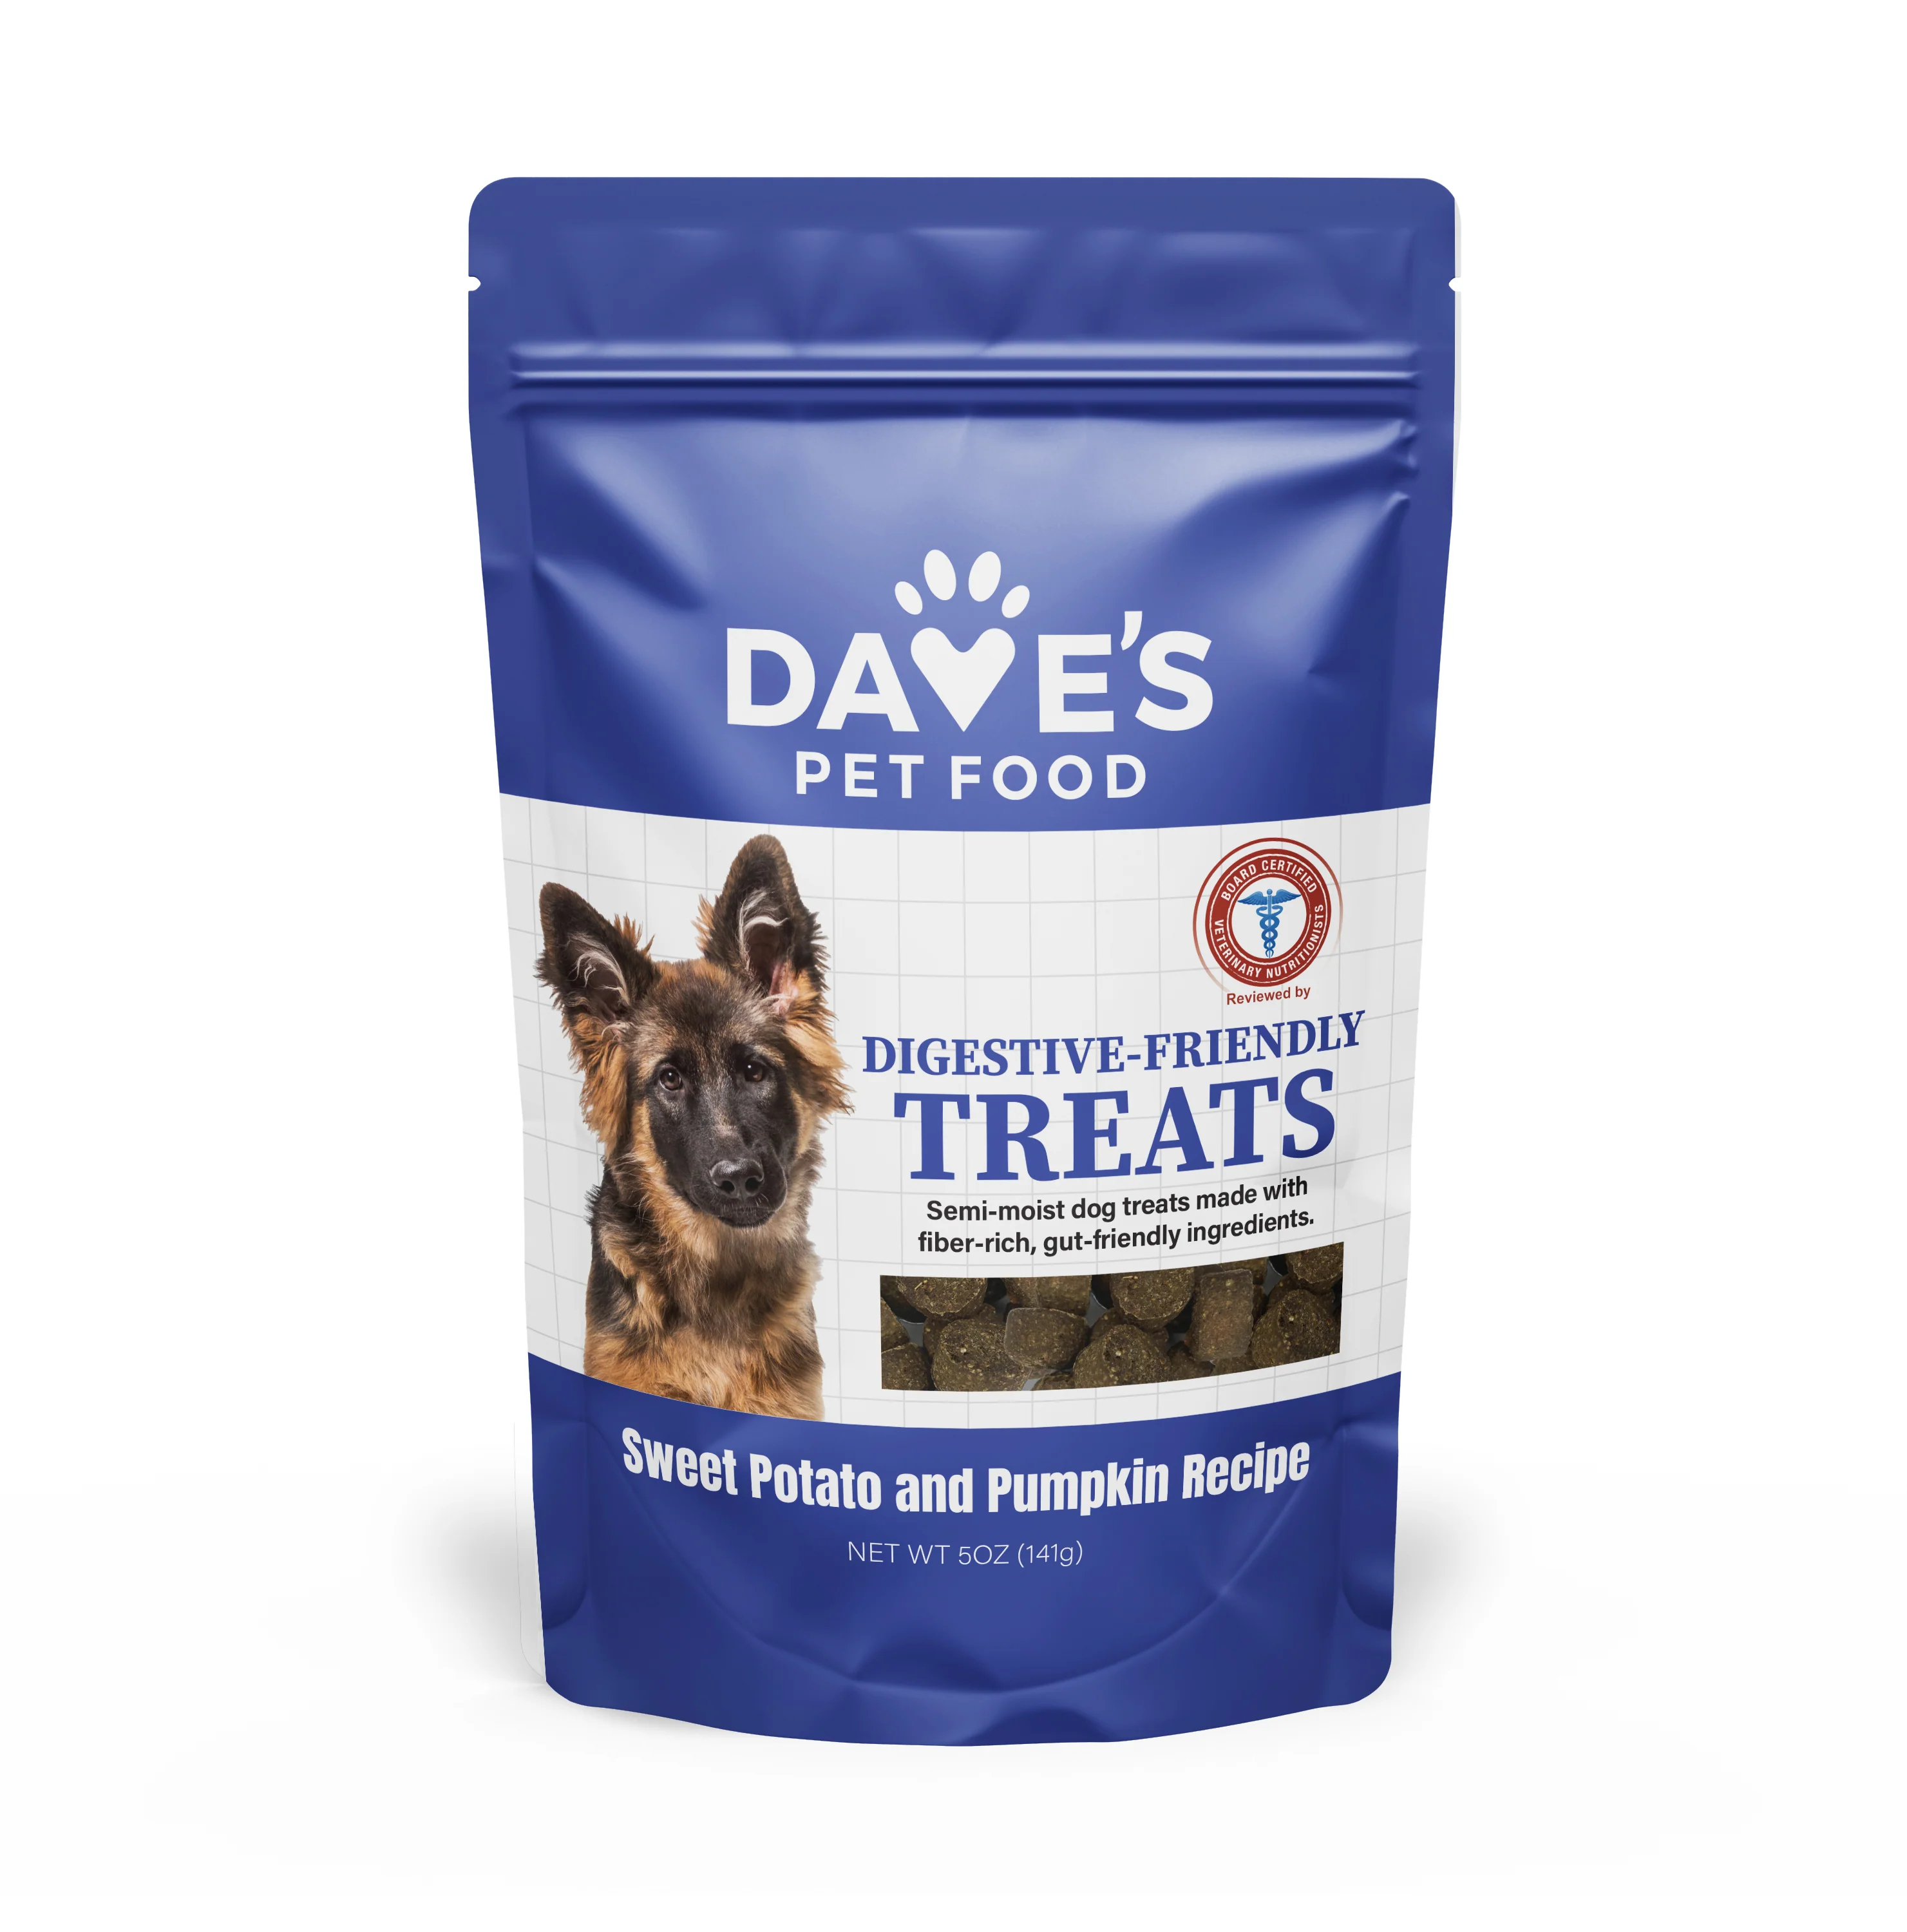 DAVE'S
PET FOOD
BOARD CERTIFIED
VETERINARY NUTRITIONISTS
Reviewed by
DIGESTIVE-FRIENDLY
TREATS
Semi-moist dog treats made with
fiber-rich, gut-friendly ingredients.
Sweet Potato and Pumpkin Recipe
NET WT 5OZ (141g)